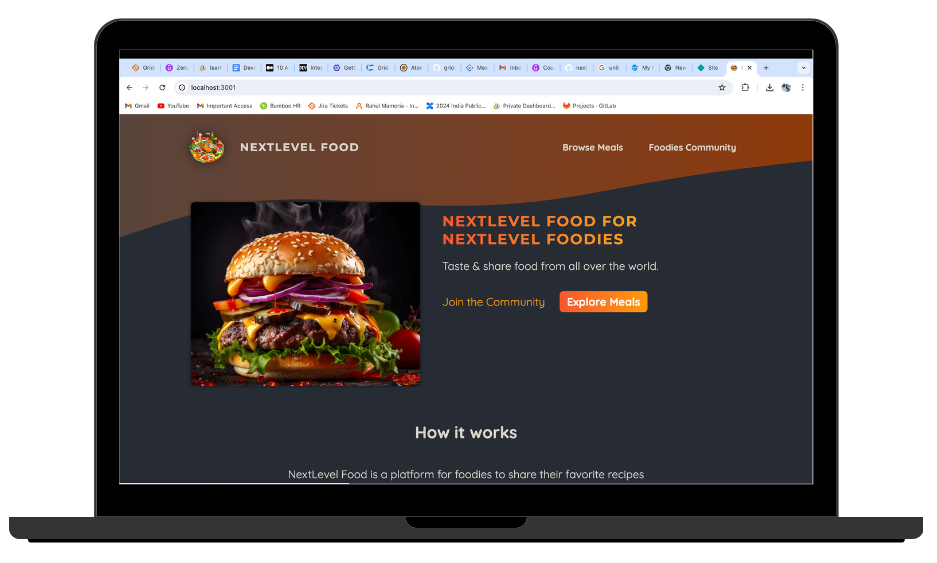 Grid
Zen
learn
Deve
10 A
Inte
Gett
Grid
Ator
grid
Mes
Inbo
Cou
next
unit
My I
New
Site
localhost:3001
Gmail
YouTube
Important Access
Bamboo HR
Jira Tickets
Rahul Mamoria - In...
2024 India Public...
Private Dashboard...
Projects · GitLab
NEXTLEVEL FOOD
Browse Meals
Foodies Community
NEXTLEVEL FOOD FOR
NEXTLEVEL FOODIES
Taste & share food from all over the world.
Join the Community
Explore Meals
How it works
NextLevel Food is a platform for foodies to share their favorite recipes